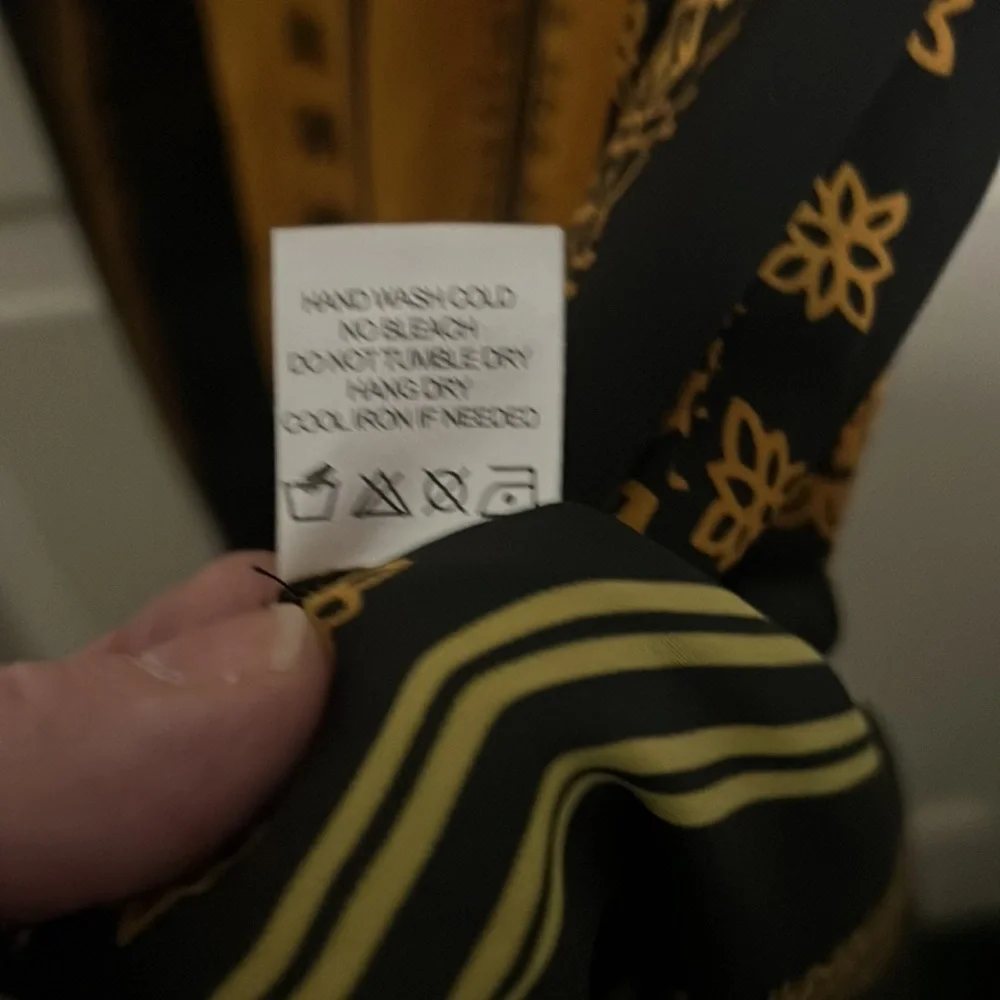 HAND WASH COLD
NO BLEACH
DO NOT TUMBLE DRY
HANG DRY
COOL IRON IF NEEDED